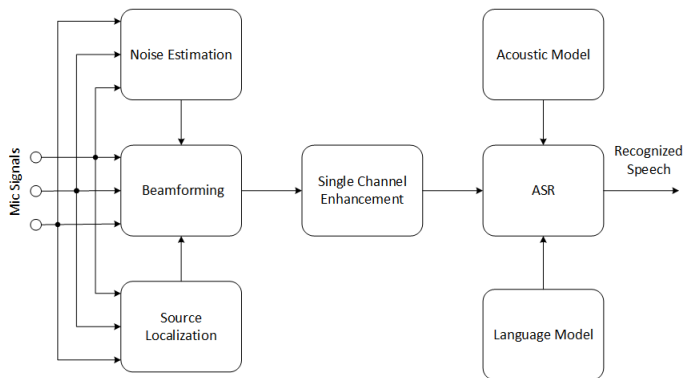 Noise Estimation
Acoustic Model
Mic Signals
Beamforming
Single Channel
Enhancement
ASR
Recognized
Speech
Source
Localization
Language Model